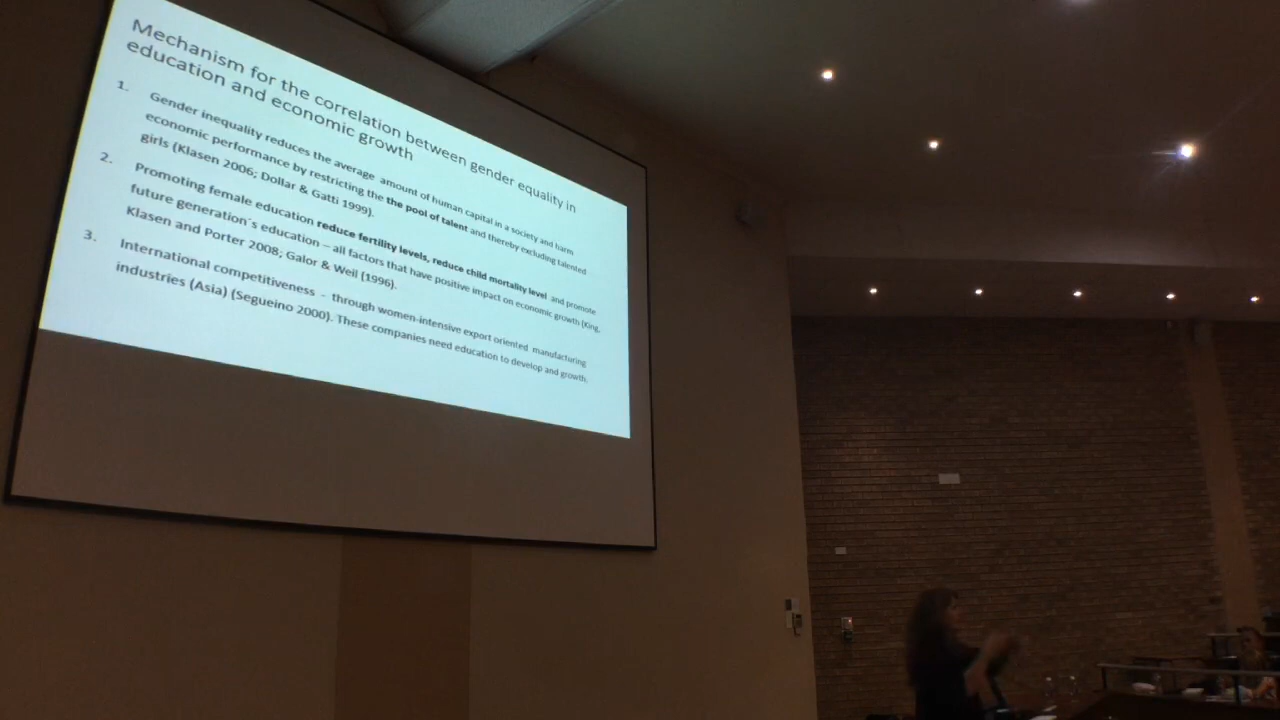 Mechanism for the correlation between gender equality in
education and economic growth
1. Gender inequality reduces the average amount of human capital in a society and harm
economic performance by restricting the the pool of talent and thereby excluding talented
girls (Klasen 2006; Dollar & Gatti 1999).
2. Promoting female education reduce fertility levels, reduce child mortality level and promote
future generation´s education – all factors that have positive impact on economic growth (King,
Klasen and Porter 2008; Galor & Weil (1996).
3. International competitiveness - through women-intensive export oriented manufacturing
industries (Asia) (Segueino 2000). These companies need education to develop and growth.